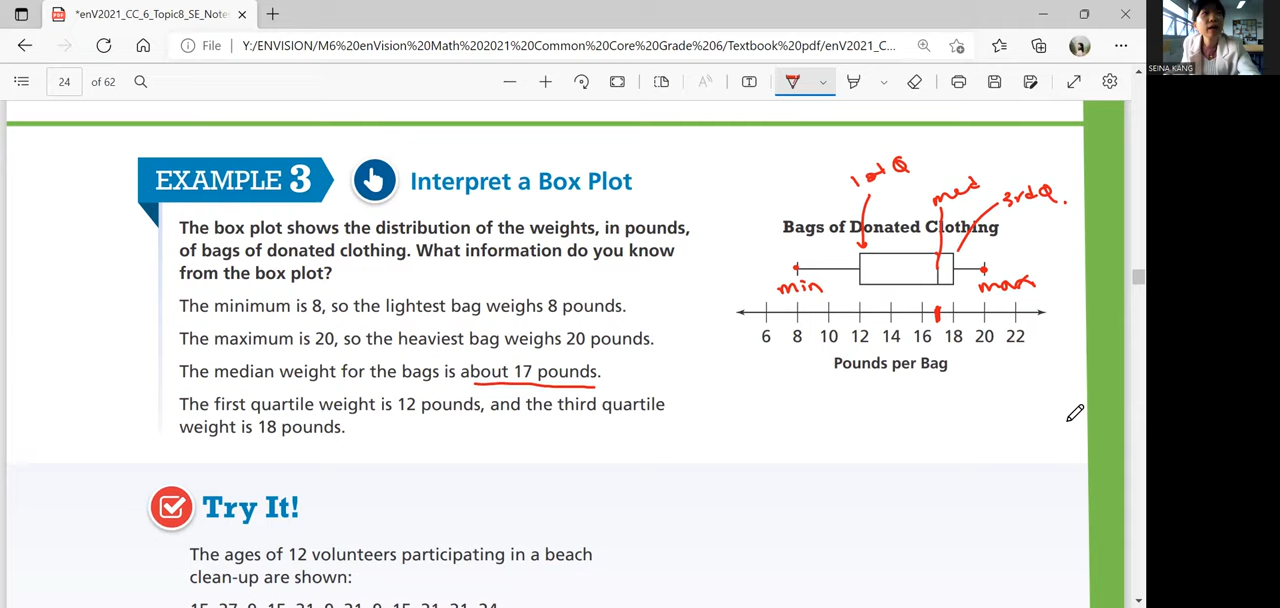 *enV2021_CC_6_Topic8_SE_Note
File
Y:/ENVISION/M6%20enVision%20Math%202021%20Common%20Core%20Grade%206/Textbook%20pdf/enV2021_C...
24
of 62
SEINA KANG
EXAMPLE 3
Interpret a Box Plot
The box plot shows the distribution of the weights, in pounds,
of bags of donated clothing. What information do you know
from the box plot?
The minimum is 8, so the lightest bag weighs 8 pounds.
The maximum is 20, so the heaviest bag weighs 20 pounds.
The median weight for the bags is about 17 pounds.
The first quartile weight is 12 pounds, and the third quartile
weight is 18 pounds.
med
3rd Q.
Bags of Donated Clothing
min
max
6 8 10 12 14 16 18 20 22
Pounds per Bag
Try It!
The ages of 12 volunteers participating in a beach
clean-up are shown: